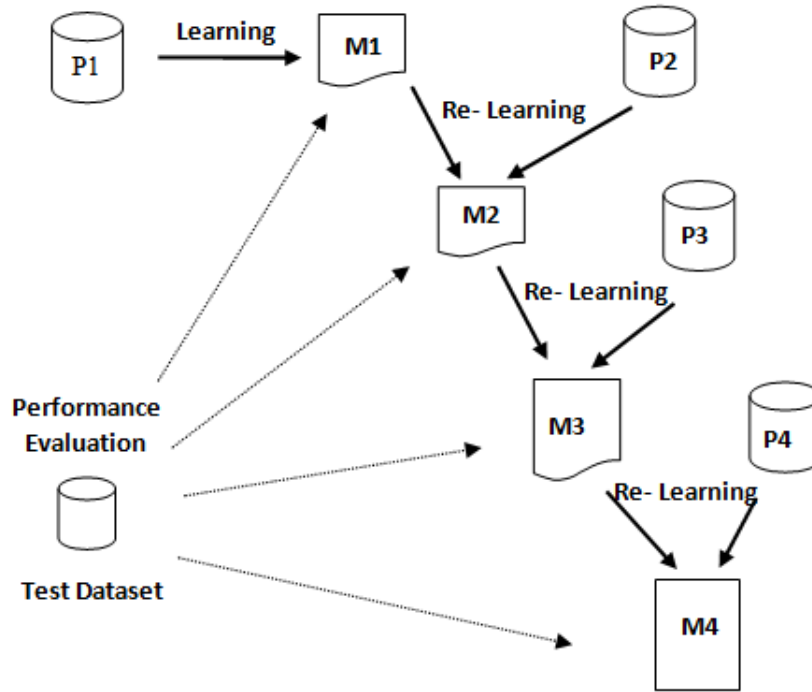 Learning
P1
M1
P2
Re- Learning
M2
P3
Re- Learning
Performance
Evaluation
M3
P4
Re- Learning
Test Dataset
M4